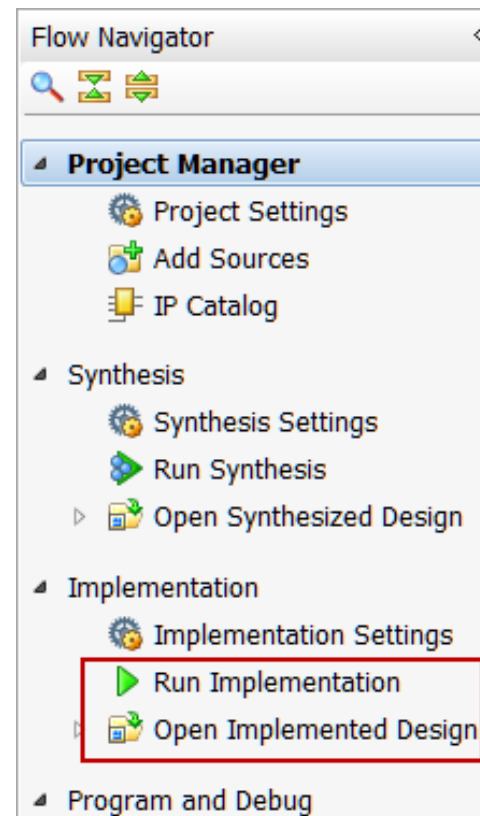 Flow Navigator
Project Manager
Project Settings
Add Sources
IP Catalog
Synthesis
Synthesis Settings
Run Synthesis
Open Synthesized Design
Implementation
Implementation Settings
Run Implementation
Open Implemented Design
Program and Debug